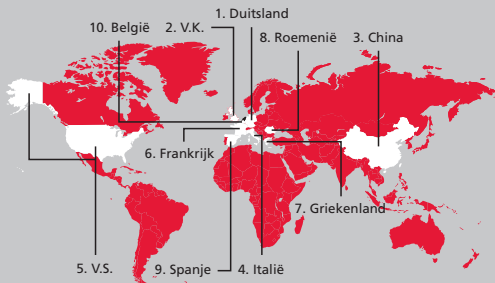 1. Duitsland
10. België
2. V.K.
8. Roemenië
3. China
6. Frankrijk
7. Griekenland
5. V.S.
9. Spanje
4. Italië